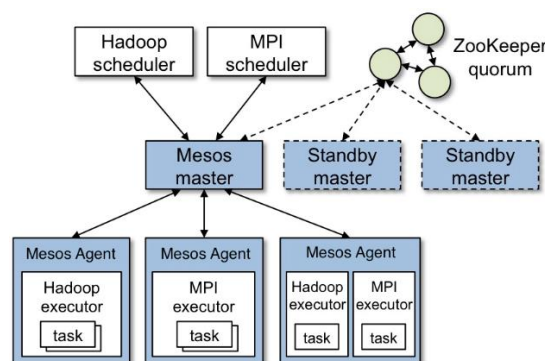 Hadoop
scheduler
MPI
scheduler
ZooKeeper
quorum
Mesos
master
Standby
master
Standby
master
Mesos Agent
Hadoop
executor
task
Mesos Agent
MPI
executor
task
Mesos Agent
Hadoop
executor
task
MPI
executor
task